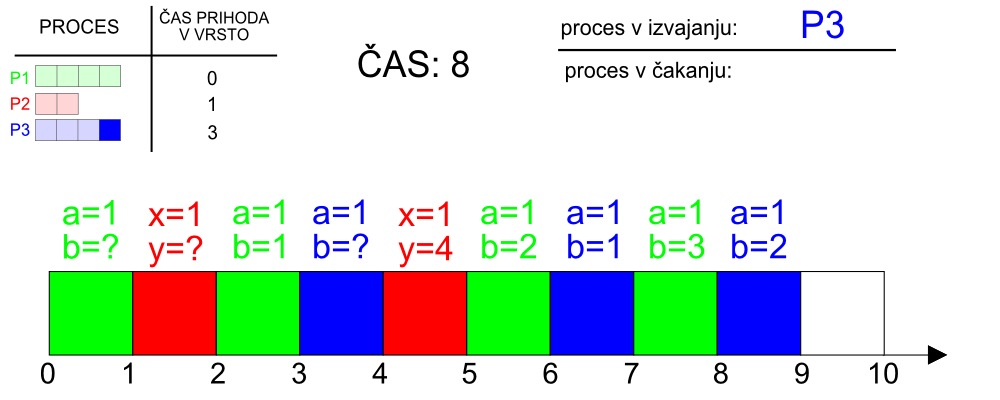 PROCES
ČAS PRIHODA
V VRSTO
P1 0
P2 1
P3 3
ČAS: 8
proces v izvajanju: P3
proces v čakanju:
a=1 x=1 a=1 a=1 x=1 a=1 a=1 a=1 a=1
b=? y=? b=1 b=? y=4 b=2 b=1 b=3 b=2
0 1 2 3 4 5 6 7 8 9 10